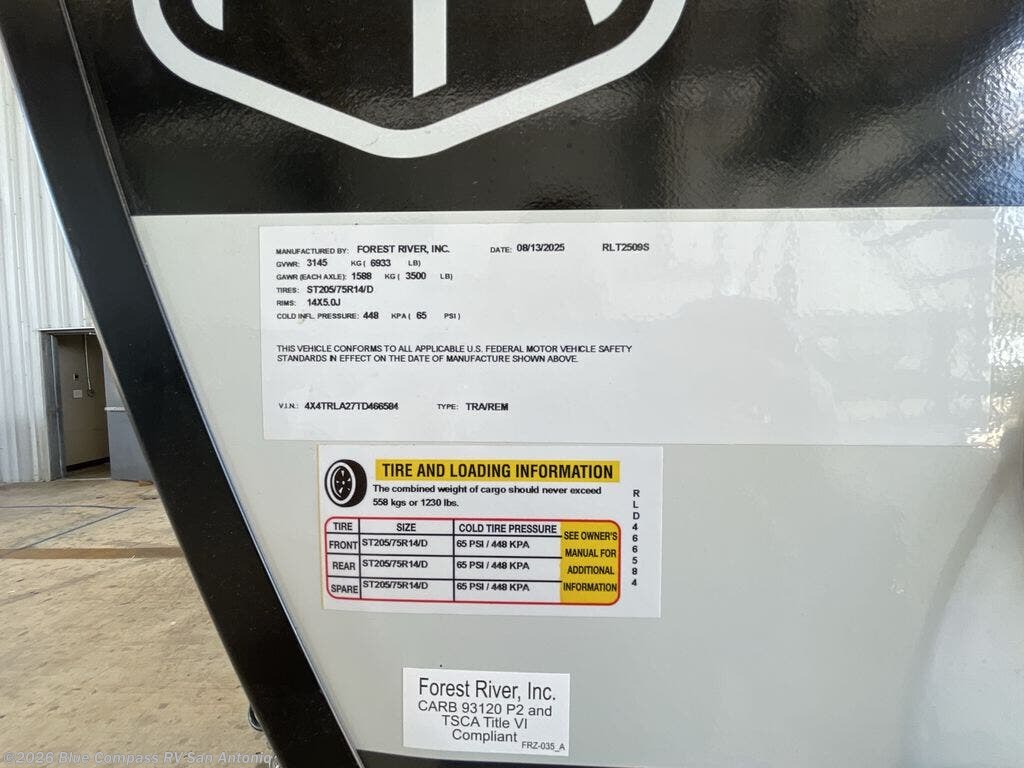 MANUFACTURED BY: FOREST RIVER, INC. DATE: 08/13/2025 RLT2509S
GVWR: 3145 KG ( 6933 LB)
GAWR (EACH AXLE): 1588 KG ( 3500 LB)
TIRES: ST205/75R14/D
RIMS: 14X5.0J
COLD INFL. PRESSURE: 448 KPA ( 65 PSI )
THIS VEHICLE CONFORMS TO ALL APPLICABLE U.S. FEDERAL MOTOR VEHICLE SAFETY
STANDARDS IN EFFECT ON THE DATE OF MANUFACTURE SHOWN ABOVE.
V.I.N.: 4X4TRLA27TD466584 TYPE: TRA/REM
TIRE AND LOADING INFORMATION
The combined weight of cargo should never exceed
558 kgs or 1230 lbs.
TIRE SIZE COLD TIRE PRESSURE
FRONT ST205/75R14/D 65 PSI / 448 KPA
REAR ST205/75R14/D 65 PSI / 448 KPA
SPARE ST205/75R14/D 65 PSI / 448 KPA
SEE OWNER'S
MANUAL FOR
ADDITIONAL
INFORMATION
RLD466584
Forest River, Inc.
CARB 93120 P2 and
TSCA Title VI
Compliant
FRZ-035_A
©2026 Blue Compass RV San Antonio